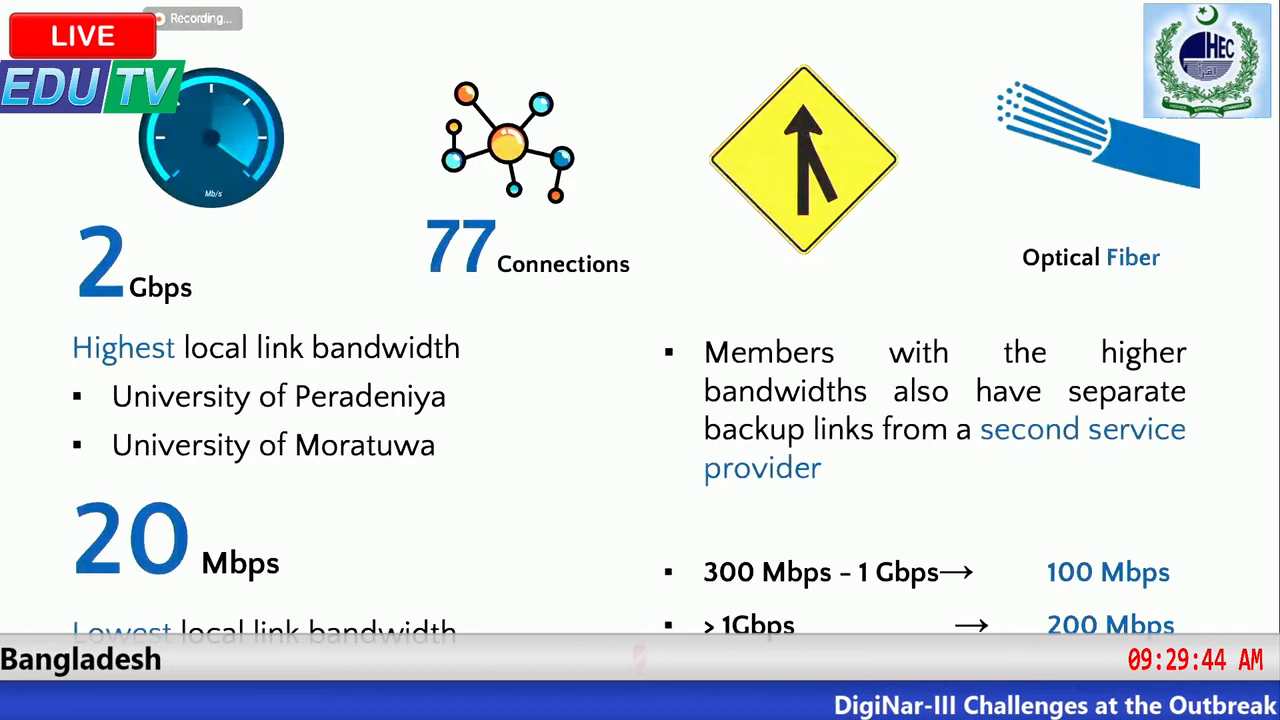 Recording...
LIVE
EDU TV
HEC
Mb/s
2 Gbps
77 Connections
Optical Fiber
Highest local link bandwidth
▪ University of Peradeniya
▪ University of Moratuwa
20 Mbps
Lowest local link bandwidth
▪ Members with the higher
bandwidths also have separate
backup links from a second service
provider
▪ 300 Mbps – 1 Gbps→ 100 Mbps
▪ > 1Gbps → 200 Mbps
Bangladesh
09:29:44 AM
DigiNar-III Challenges at the Outbreak